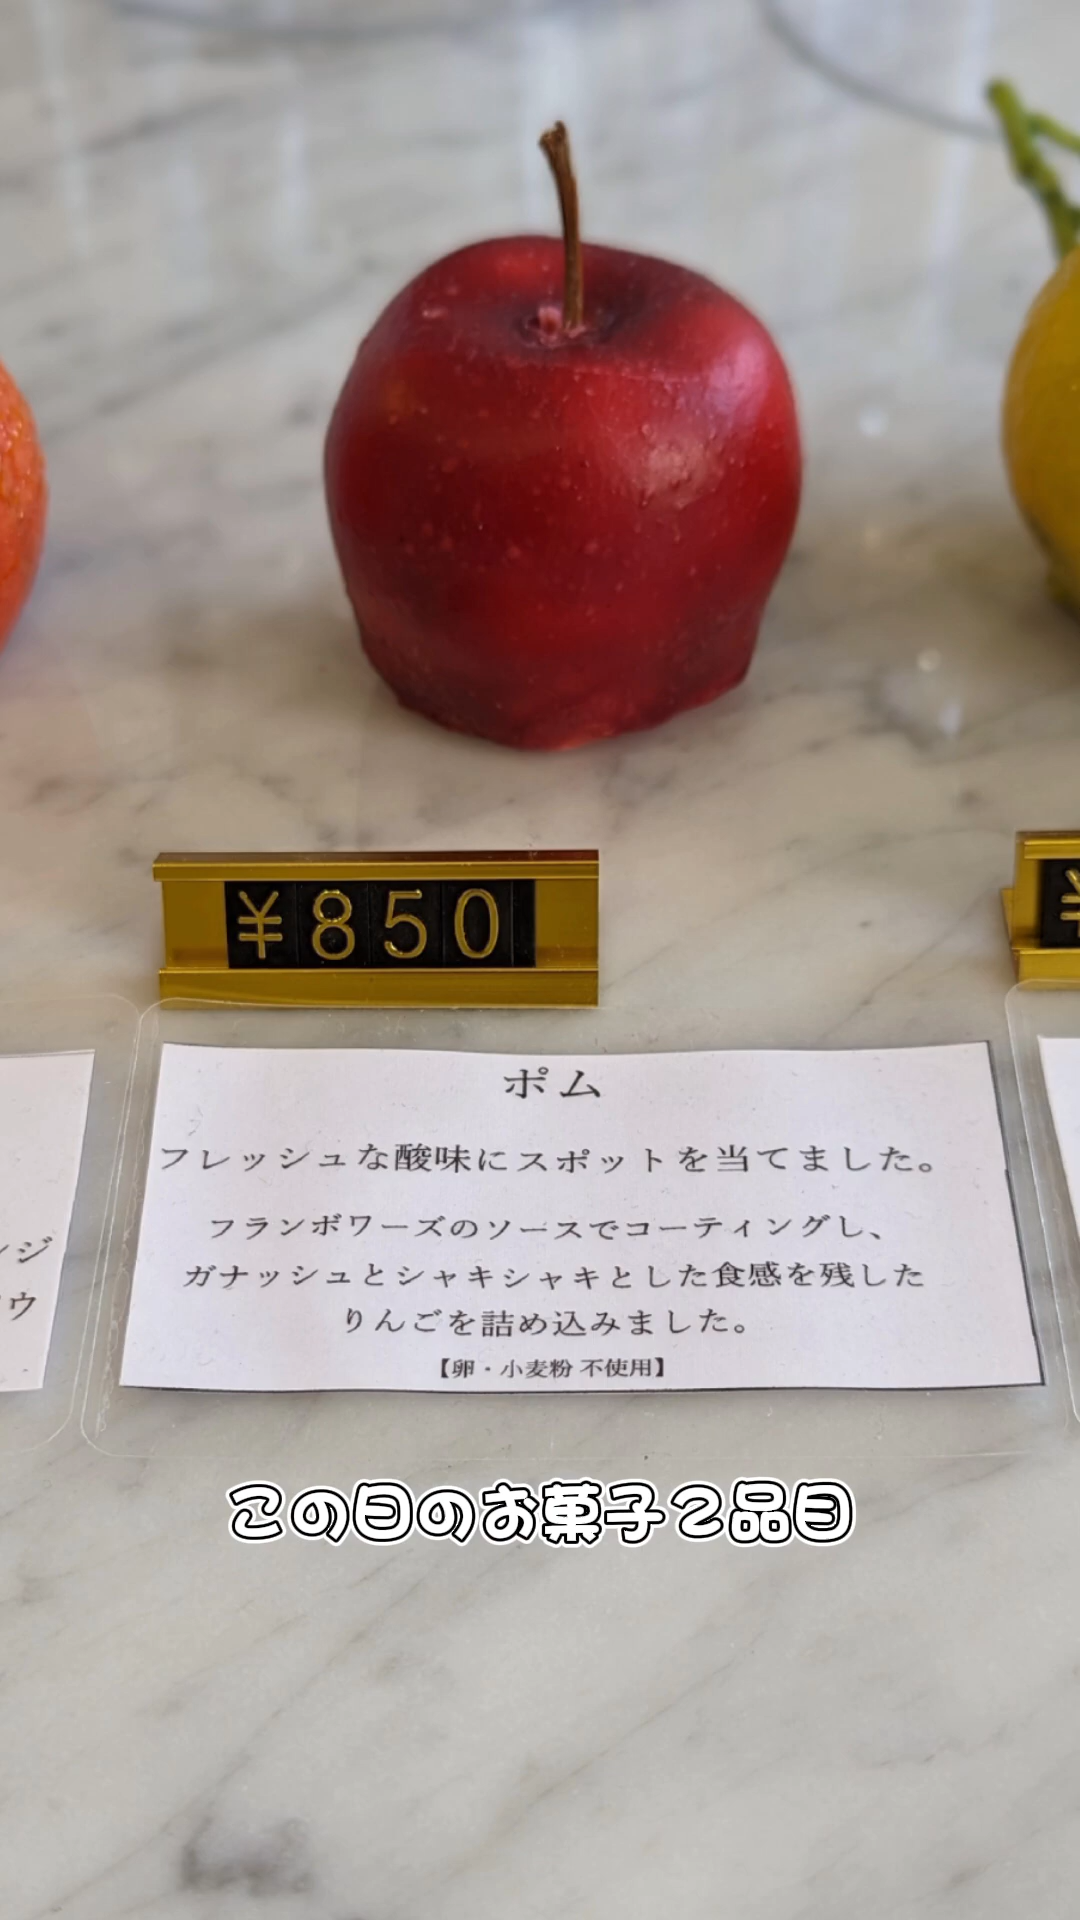 ¥850
¥
ポム
フレッシュな酸味にスポットを当てました。
フランボワーズのソースでコーティングし、
ガナッシュとシャキシャキとした食感を残した
りんごを詰め込みました。
【卵・小麦粉 不使用】
ンジ
ウ
この日のお菓子2品目